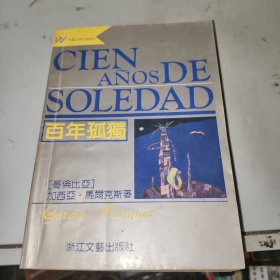 CIEN
AÑOS DE
SOLEDAD
百年孤獨
[哥倫比亞]
加西亞·馬爾克斯著
García Márquez
浙江文藝出版社